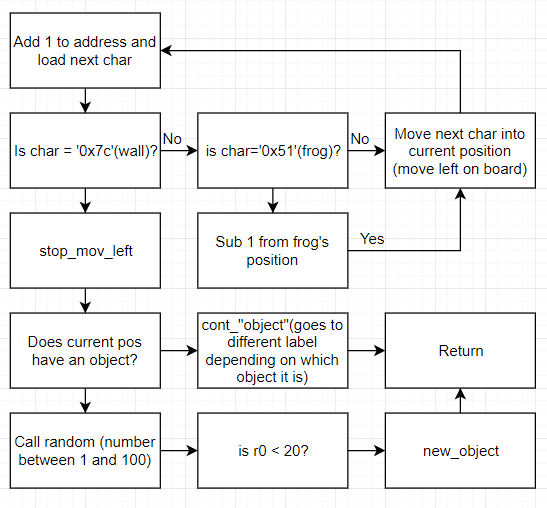 Add 1 to address and
load next char
Is char = '0x7c'(wall)?
No
is char='0x51'(frog)?
No
Move next char into
current position
(move left on board)
stop_mov_left
Sub 1 from frog's
position
Yes
Does current pos
have an object?
cont_"object"(goes to
different label
depending on which
object it is)
Return
Call random (number
between 1 and 100)
is r0 < 20?
new_object